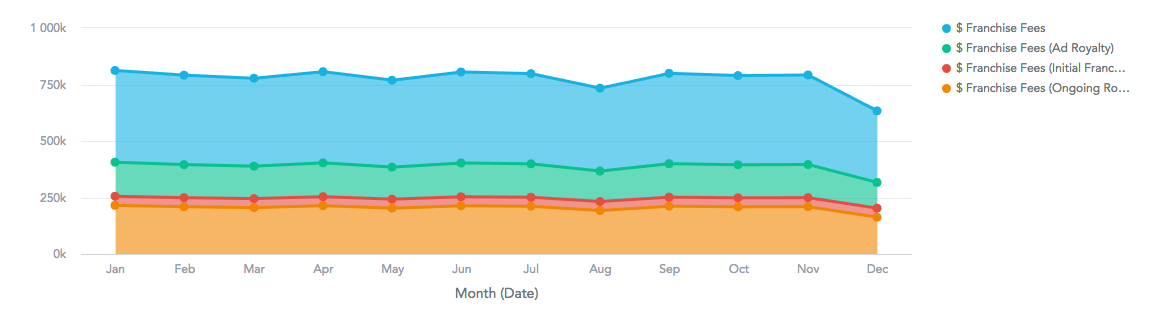 1 000k
750k
500k
250k
0k
Jan Feb Mar Apr May Jun Jul Aug Sep Oct Nov Dec
Month (Date)
$ Franchise Fees
$ Franchise Fees (Ad Royalty)
$ Franchise Fees (Initial Franc...
$ Franchise Fees (Ongoing Ro...